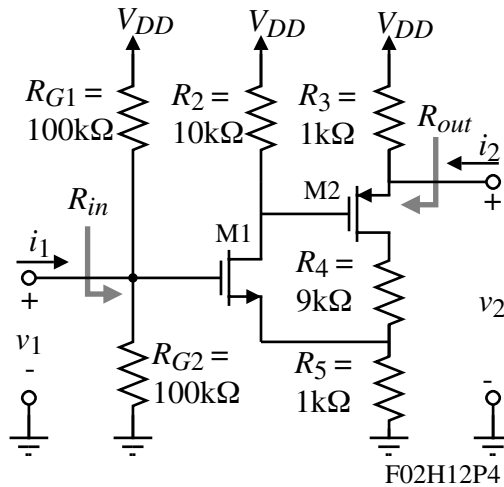 VDD
VDD
VDD
RG1 =
100kΩ
R2 =
10kΩ
R3 =
1kΩ
Rout
i2
Rin
M2
+
i1
M1
+
R4 =
9kΩ
v1
v2
RG2 =
100kΩ
R5 =
1kΩ
-
-
F02H12P4